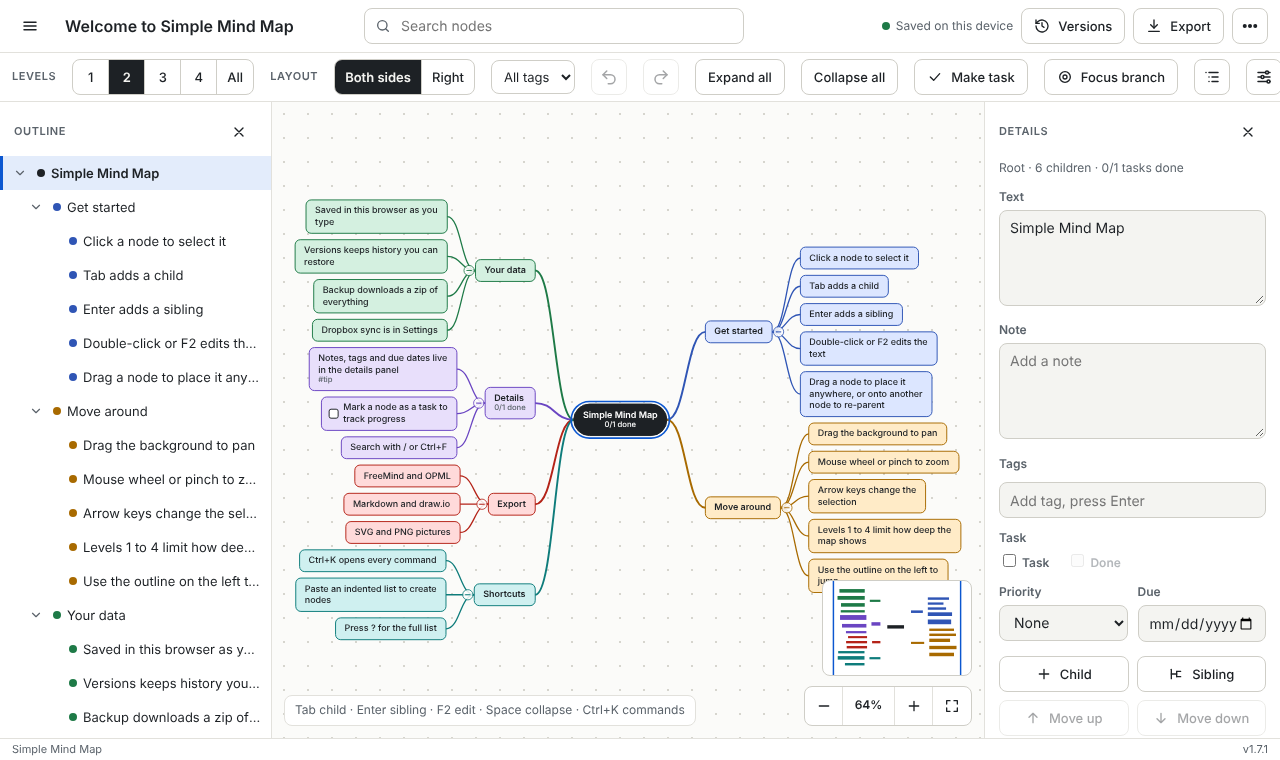 Welcome to Simple Mind Map
Search nodes
Saved on this device
Versions
Export
LEVELS
1
2
3
4
All
LAYOUT
Both sides
Right
All tags
Expand all
Collapse all
Make task
Focus branch
OUTLINE
Simple Mind Map
Get started
Click a node to select it
Tab adds a child
Enter adds a sibling
Double-click or F2 edits th...
Drag a node to place it any...
Move around
Drag the background to pan
Mouse wheel or pinch to z...
Arrow keys change the sel...
Levels 1 to 4 limit how dee...
Use the outline on the left t...
Your data
Saved in this browser as y...
Versions keeps history you...
Backup downloads a zip of...
Saved in this browser as you
type
Versions keeps history you can
restore
Backup downloads a zip of
everything
Dropbox sync is in Settings
Your data
Notes, tags and due dates live
in the details panel
#tip
Mark a node as a task to
track progress
Search with / or Ctrl+F
Details
0/1 done
FreeMind and OPML
Markdown and draw.io
SVG and PNG pictures
Export
Ctrl+K opens every command
Paste an indented list to create
nodes
Press ? for the full list
Shortcuts
Simple Mind Map
0/1 done
Get started
Click a node to select it
Tab adds a child
Enter adds a sibling
Double-click or F2 edits the
text
Drag a node to place it
anywhere, or onto another
node to re-parent
Move around
Drag the background to pan
Mouse wheel or pinch to zoom
Arrow keys change the
selection
Levels 1 to 4 limit how deep the
map shows
Use the outline on the left to
jump
Tab child · Enter sibling · F2 edit · Space collapse · Ctrl+K commands
64%
DETAILS
Root · 6 children · 0/1 tasks done
Text
Simple Mind Map
Note
Add a note
Tags
Add tag, press Enter
Task
Task
Done
Priority
Due
None
mm/dd/yyyy
Child
Sibling
Move up
Move down
Simple Mind Map
v1.7.1